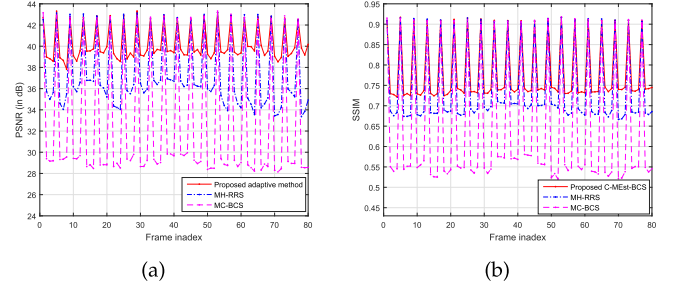 44
42
40
38
36
34
32
30
28
26
24
PSNR (in dB)
0 10 20 30 40 50 60 70 80
Frame inadex
Proposed adaptive method
MH-RRS
MC-BCS
(a)
0.95
0.9
0.85
0.8
0.75
0.7
0.65
0.6
0.55
0.5
0.45
SSIM
0 10 20 30 40 50 60 70 80
Frame inadex
Proposed C-MEst-BCS
MH-RRS
MC-BCS
(b)